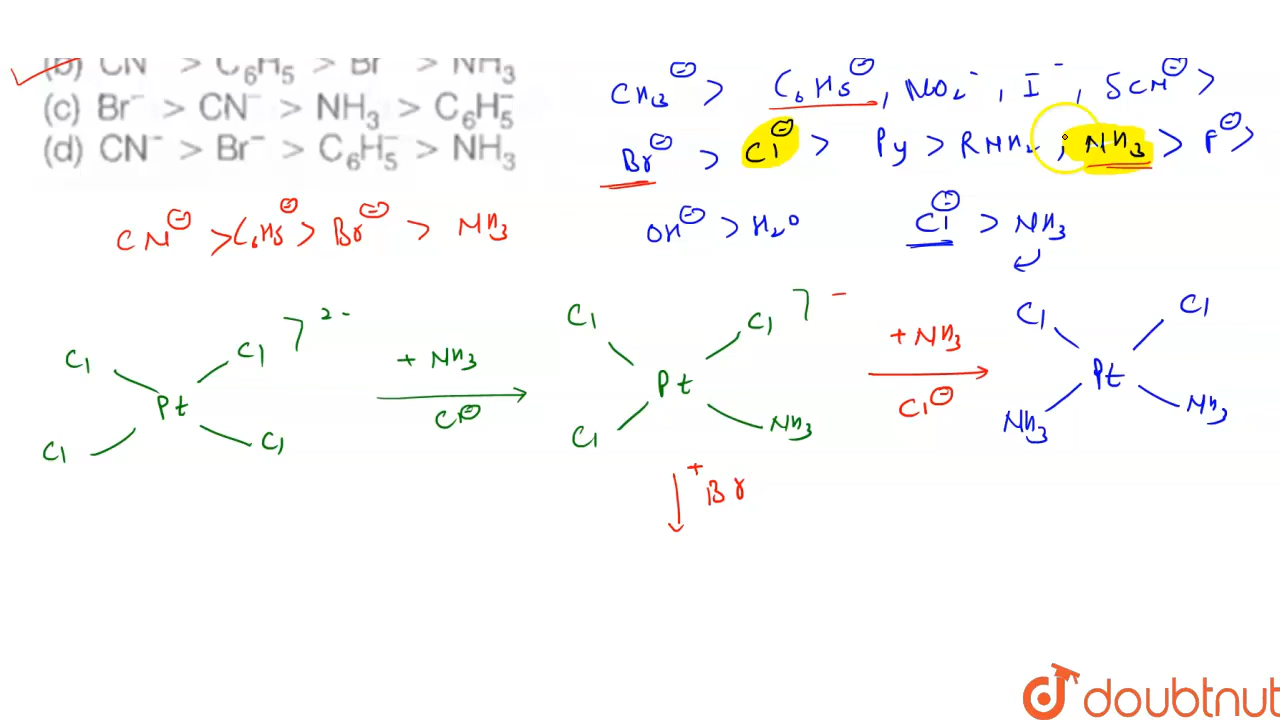 (b) CN > C6H5 > Br > NH3
(c) Br⁻ > CN⁻ > NH3 > C6H5⁻
(d) CN⁻ > Br⁻ > C6H5⁻ > NH3
CH3⊖ > C6H5⊖, NO2⁻, I⁻, SCN⊖ >
Br⊖ > Cl⊖ > Py > RNH2 ; NH3 > F⊖ >
OH⊖ > H2O
CN⊖ > C6H5⊖ > Br⊖ > NH3
Cl⊖ > NH3
Cl Cl ]2-
Pt
Cl Cl
+ NH3
Cl⊖
Cl Cl ]-
Pt
Cl NH3
+ NH3
Cl⊖
Cl Cl
Pt
NH3 NH3
+ Br
doubtnut